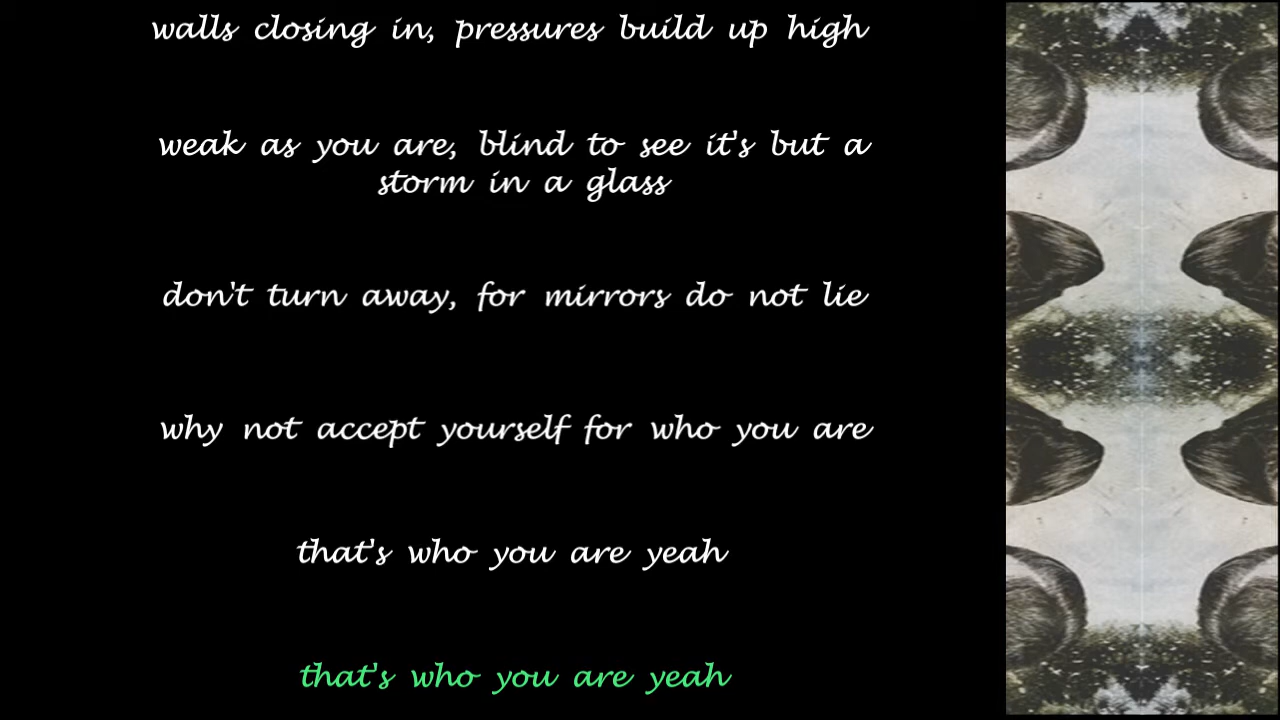 walls closing in, pressures build up high
weak as you are, blind to see it's but a
storm in a glass
don't turn away, for mirrors do not lie
why not accept yourself for who you are
that's who you are yeah
that's who you are yeah